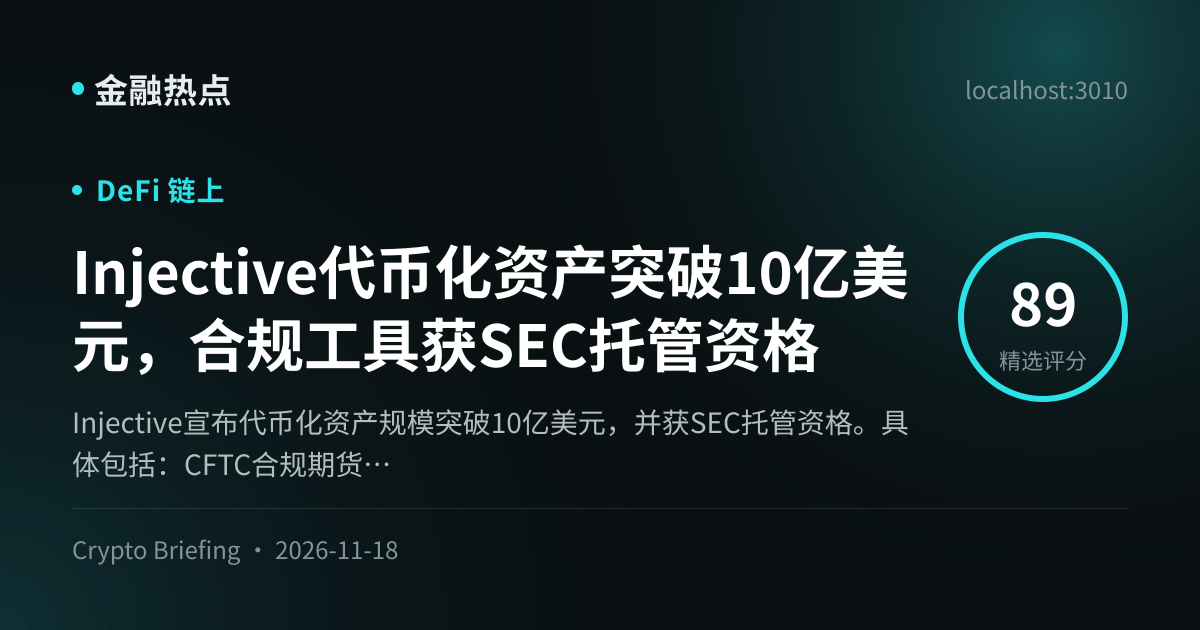 金融热点
localhost:3010
DeFi 链上
Injective代币化资产突破10亿美
元，合规工具获SEC托管资格
89
精选评分
Injective宣布代币化资产规模突破10亿美元，并获SEC托管资格。具
体包括：CFTC合规期货…
Crypto Briefing · 2026-11-18